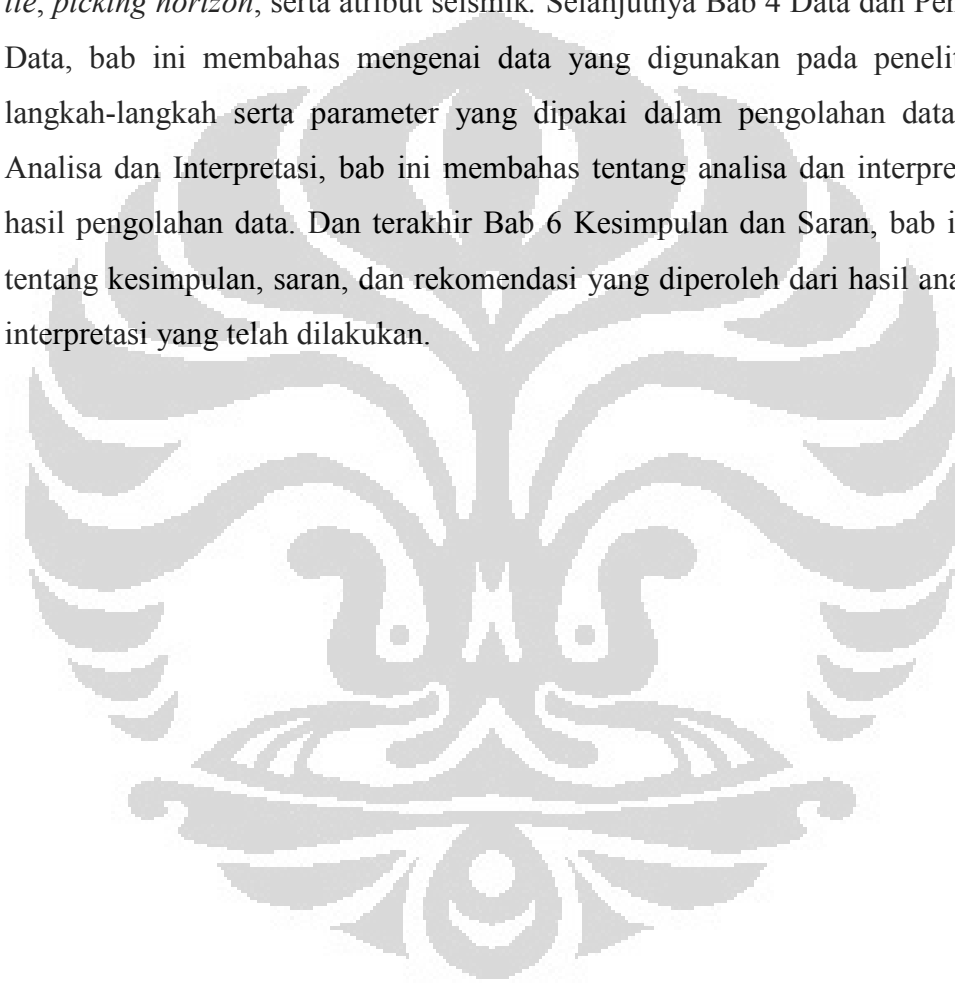 tie, picking horizon, serta atribut seismik. Selanjutnya Bab 4 Data dan Pen
Data, bab ini membahas mengenai data yang digunakan pada penelit
langkah-langkah serta parameter yang dipakai dalam pengolahan data
Analisa dan Interpretasi, bab ini membahas tentang analisa dan interpre
hasil pengolahan data. Dan terakhir Bab 6 Kesimpulan dan Saran, bab i
tentang kesimpulan, saran, dan rekomendasi yang diperoleh dari hasil ana
interpretasi yang telah dilakukan.